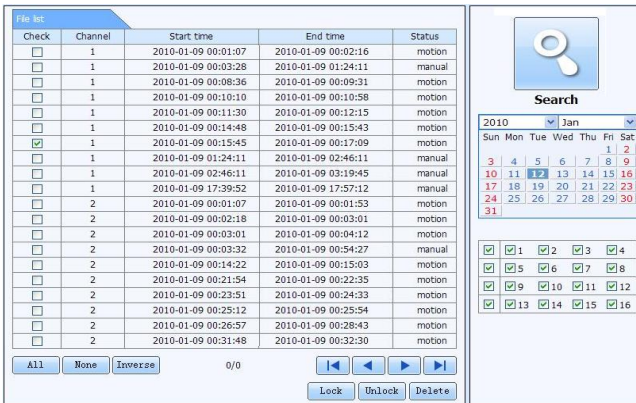 File list
Check Channel Start time End time Status
1 2010-01-09 00:01:07 2010-01-09 00:02:16 motion
1 2010-01-09 00:03:28 2010-01-09 01:24:11 manual
1 2010-01-09 00:08:36 2010-01-09 00:09:31 motion
1 2010-01-09 00:10:10 2010-01-09 00:10:58 motion
1 2010-01-09 00:11:30 2010-01-09 00:12:15 motion
1 2010-01-09 00:14:48 2010-01-09 00:15:43 motion
1 2010-01-09 00:15:45 2010-01-09 00:17:09 motion
1 2010-01-09 01:24:11 2010-01-09 02:46:11 manual
1 2010-01-09 02:46:11 2010-01-09 03:19:45 manual
1 2010-01-09 17:39:52 2010-01-09 17:57:12 manual
2 2010-01-09 00:01:07 2010-01-09 00:01:53 motion
2 2010-01-09 00:02:18 2010-01-09 00:03:01 motion
2 2010-01-09 00:03:01 2010-01-09 00:04:12 motion
2 2010-01-09 00:03:32 2010-01-09 00:54:27 manual
2 2010-01-09 00:14:22 2010-01-09 00:15:03 motion
2 2010-01-09 00:21:54 2010-01-09 00:22:35 motion
2 2010-01-09 00:23:51 2010-01-09 00:24:33 motion
2 2010-01-09 00:25:12 2010-01-09 00:25:54 motion
2 2010-01-09 00:26:57 2010-01-09 00:28:43 motion
2 2010-01-09 00:31:48 2010-01-09 00:32:30 motion
All None Inverse 0/0
Lock Unlock Delete
Search
2010 Jan
Sun Mon Tue Wed Thu Fri Sat
1 2
3 4 5 6 7 8 9
10 11 12 13 14 15 16
17 18 19 20 21 22 23
24 25 26 27 28 29 30
31
1 2 3 4
5 6 7 8
9 10 11 12
13 14 15 16